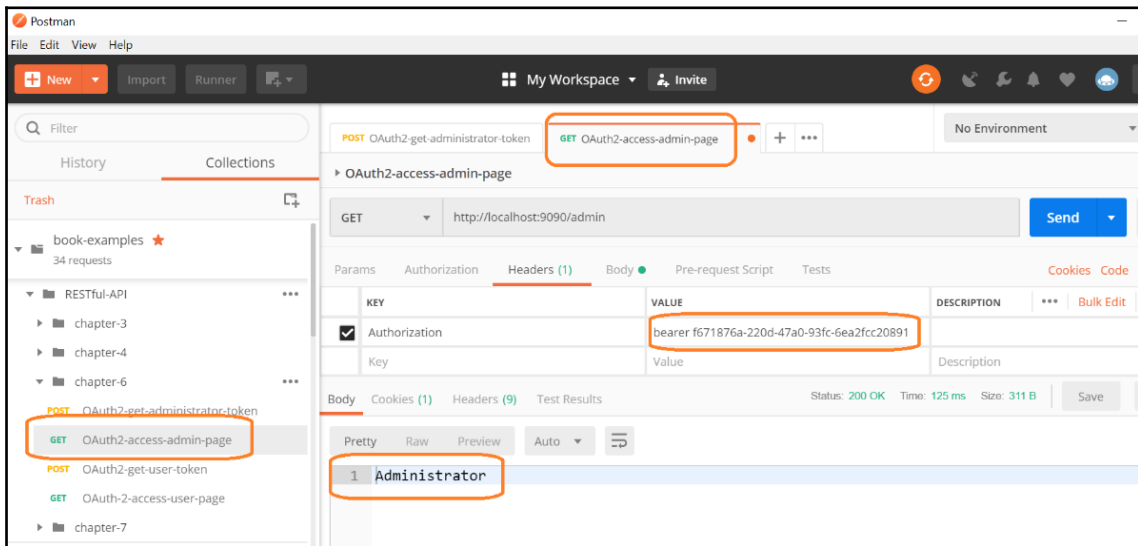 Postman
File Edit View Help
New Import Runner My Workspace Invite
Filter
History Collections
Trash
book-examples
34 requests
RESTful-API
chapter-3
chapter-4
chapter-6
POST OAuth2-get-administrator-token
GET OAuth2-access-admin-page
POST OAuth2-get-user-token
GET OAuth-2-access-user-page
chapter-7
POST OAuth2-get-administrator-token GET OAuth2-access-admin-page No Environment
OAuth2-access-admin-page
GET http://localhost:9090/admin Send
Params Authorization Headers (1) Body Pre-request Script Tests Cookies Code
KEY VALUE DESCRIPTION Bulk Edit
Authorization bearer f671876a-220d-47a0-93fc-6ea2fcc20891
Key Value Description
Body Cookies (1) Headers (9) Test Results Status: 200 OK Time: 125 ms Size: 311 B Save
Pretty Raw Preview Auto
1 Administrator